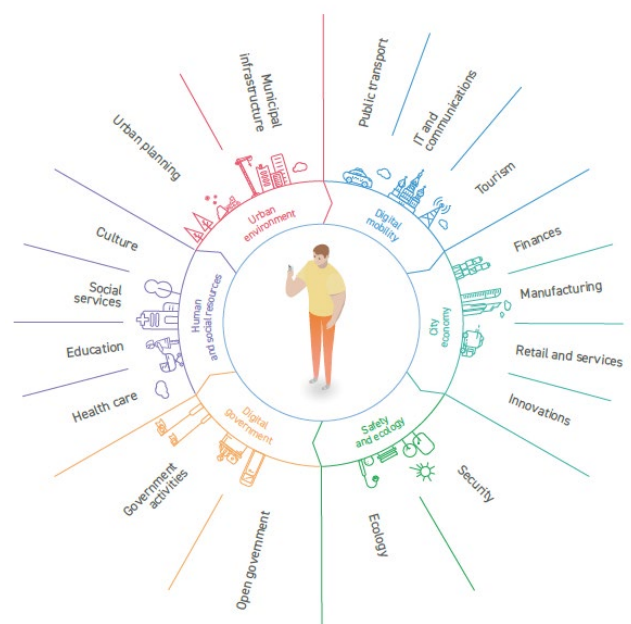 Public transport
IT and
communications
Tourism
Digital
mobility
Finances
Manufacturing
Retail and services
Innovations
City
economy
Security
Ecology
Safety
and ecology
Open government
Government
activities
Digital
government
Health care
Education
Social
services
Culture
Human
and social resources
Urban planning
Municipal
infrastructure
Urban
environment